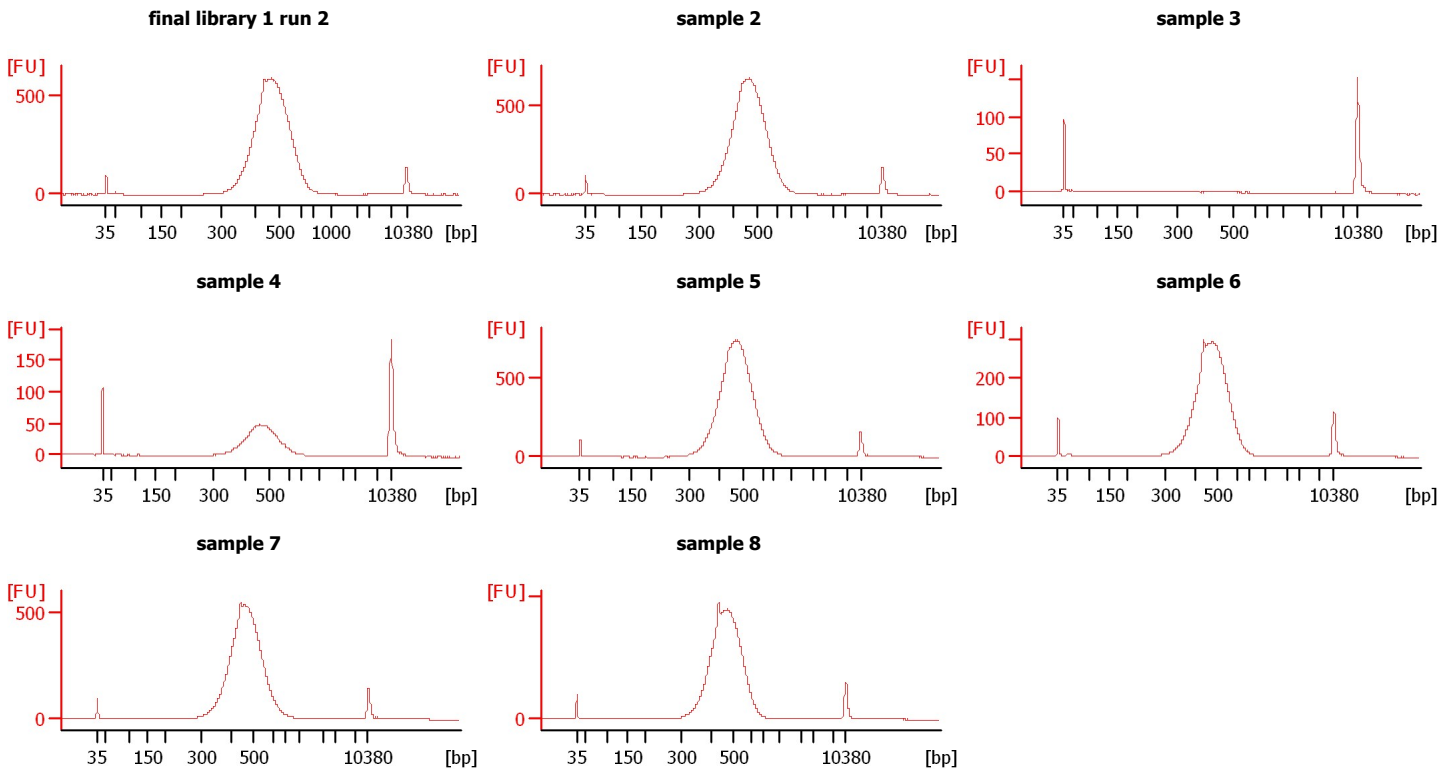 final library 1 run 2
[FU]
500
0
35 150 300 500 1000 10380 [bp]
sample 2
[FU]
500
0
35 150 300 500 10380 [bp]
sample 3
[FU]
100
50
0
35 150 300 500 10380 [bp]
sample 4
[FU]
150
100
50
0
35 150 300 500 10380 [bp]
sample 5
[FU]
500
0
35 150 300 500 10380 [bp]
sample 6
[FU]
200
100
0
35 150 300 500 10380 [bp]
sample 7
[FU]
500
0
35 150 300 500 10380 [bp]
sample 8
[FU]
0
35 150 300 500 10380 [bp]